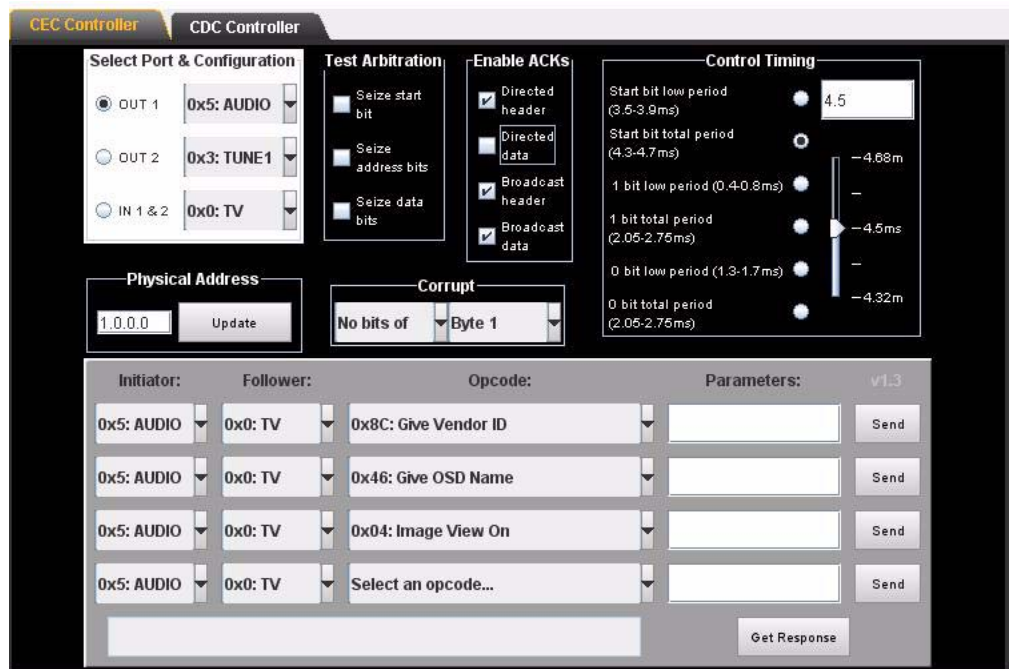 CEC Controller
CDC Controller
Select Port & Configuration
OUT 1
0x5: AUDIO
OUT 2
0x3: TUNE1
IN 1 & 2
0x0: TV
Test Arbitration
Seize start
bit
Seize
address bits
Seize data
bits
Enable ACKs
Directed
header
Directed
data
Broadcast
header
Broadcast
data
Control Timing
Start bit low period
(3.5-3.9ms)
4.5
Start bit total period
(4.3-4.7ms)
1 bit low period (0.4-0.8ms)
1 bit total period
(2.05-2.75ms)
0 bit low period (1.3-1.7ms)
0 bit total period
(2.05-2.75ms)
4.68m
4.5ms
4.32m
Physical Address
1.0.0.0
Update
Corrupt
No bits of
Byte 1
Initiator: Follower: Opcode: Parameters: v1.3
0x5: AUDIO 0x0: TV 0x8C: Give Vendor ID Send
0x5: AUDIO 0x0: TV 0x46: Give OSD Name Send
0x5: AUDIO 0x0: TV 0x04: Image View On Send
0x5: AUDIO 0x0: TV Select an opcode... Send
Get Response